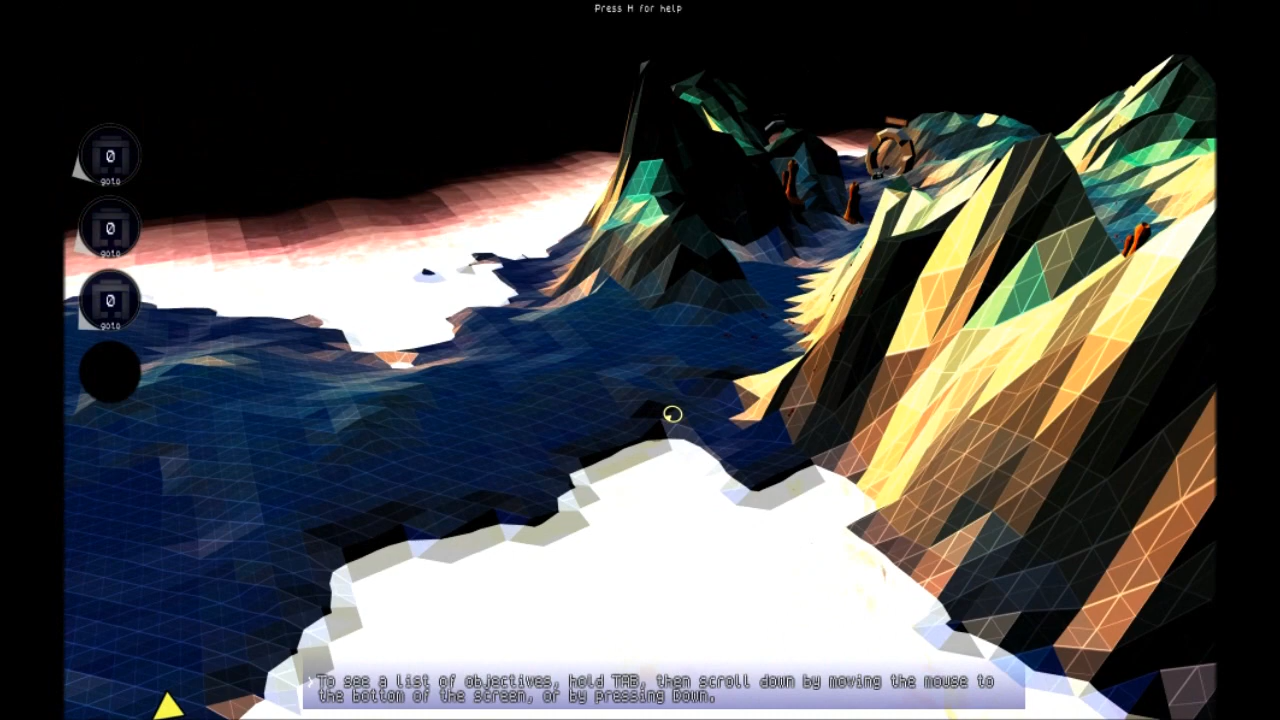 Press H for help
0
goto
0
goto
0
goto
>To see a list of objectives, hold TAB, then scroll down by moving the mouse to
the bottom of the screen, or by pressing Down.